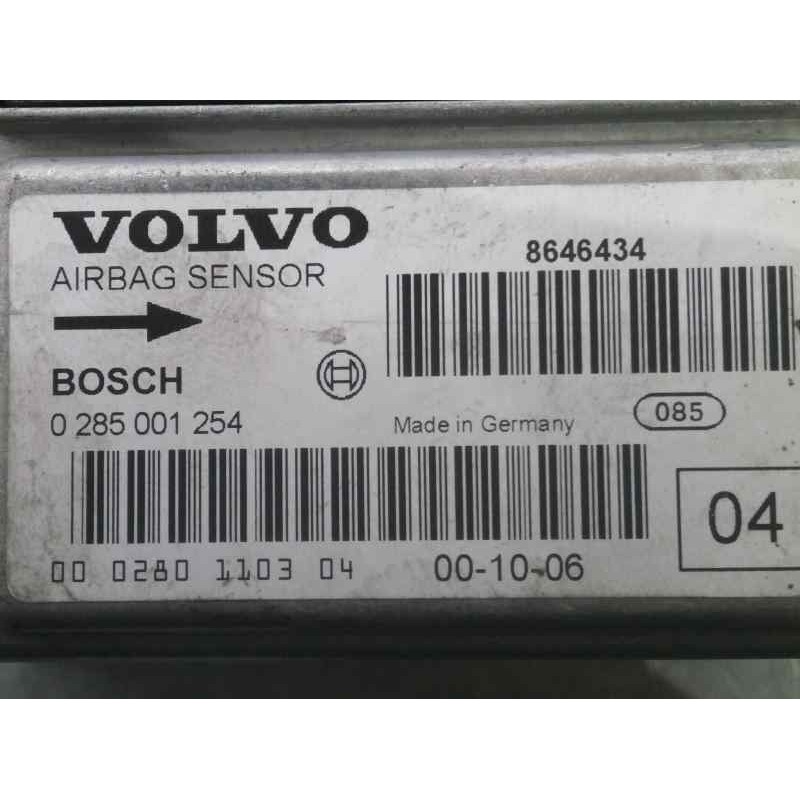 VOLVO
8646434
AIRBAG SENSOR
BOSCH
0 285 001 254
Made in Germany
085
04
00 0280 1103 04
00-10-06